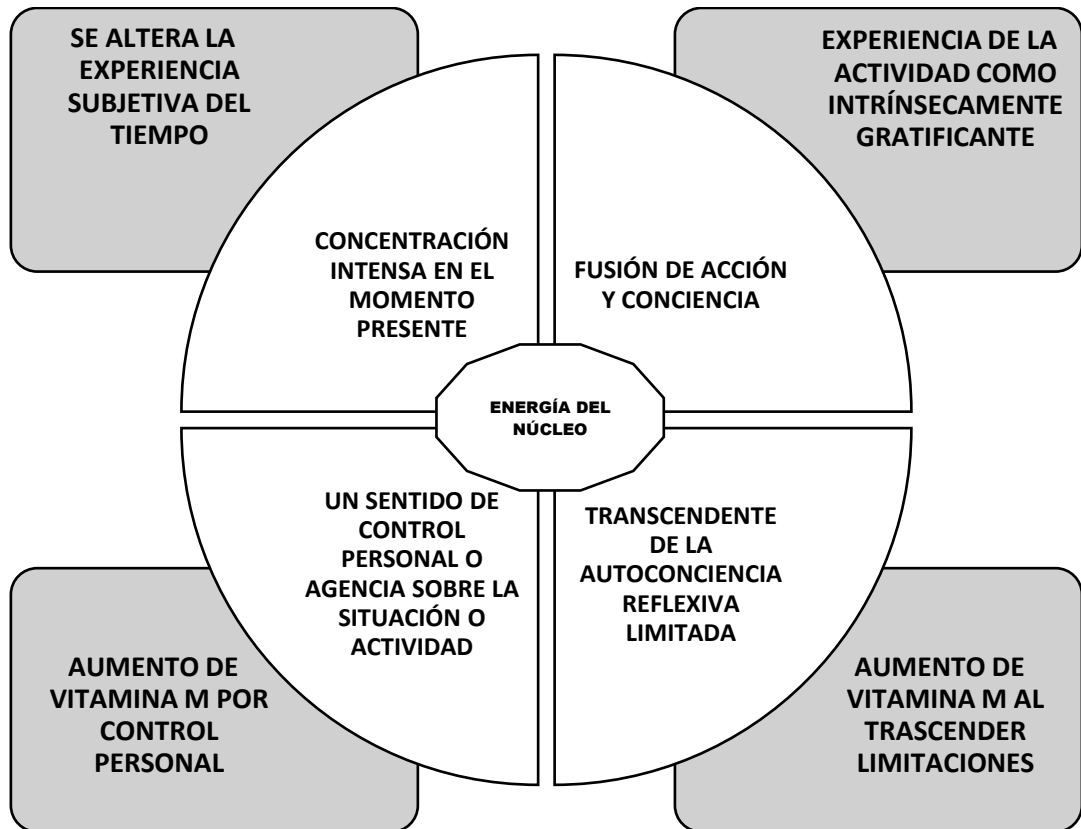 SE ALTERA LA
EXPERIENCIA
SUBJETIVA DEL
TIEMPO
EXPERIENCIA DE LA
ACTIVIDAD COMO
INTRÍNSECAMENTE
GRATIFICANTE
CONCENTRACIÓN
INTENSA EN EL
MOMENTO
PRESENTE
FUSIÓN DE ACCIÓN
Y CONCIENCIA
ENERGÍA DEL
NÚCLEO
UN SENTIDO DE
CONTROL
PERSONAL O
AGENCIA SOBRE LA
SITUACIÓN O
ACTIVIDAD
TRANSCENDENTE
DE LA
AUTOCONCIENCIA
REFLEXIVA
LIMITADA
AUMENTO DE
VITAMINA M POR
CONTROL
PERSONAL
AUMENTO DE
VITAMINA M AL
TRASCENDER
LIMITACIONES